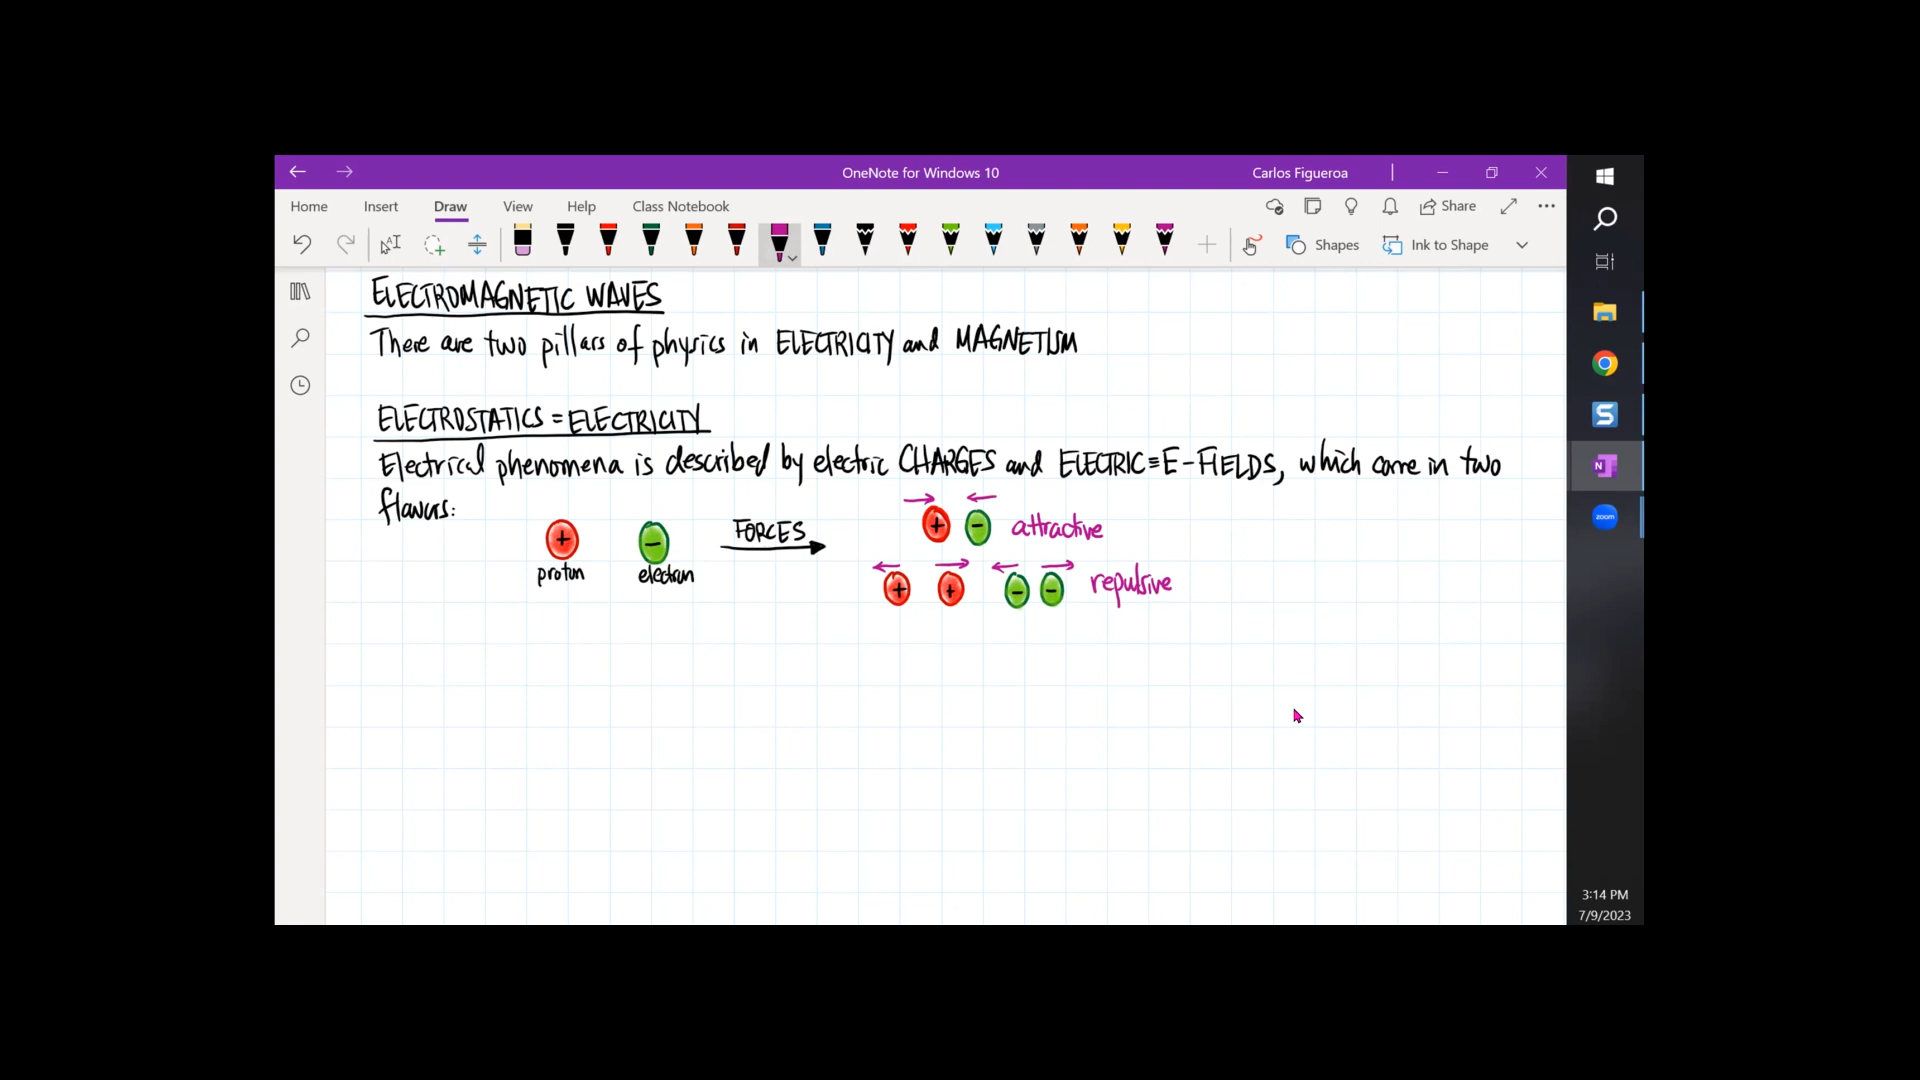 OneNote for Windows 10
Carlos Figueroa
Home Insert Draw View Help Class Notebook
Share
Shapes
Ink to Shape
ELECTROMAGNETIC WAVES
There are two pillars of physics in ELECTRICITY and MAGNETISM
ELECTROSTATICS = ELECTRICITY
Electrical phenomena is described by electric CHARGES and ELECTRIC ≡ E-FIELDS, which come in two
flavors:
+ -
proton electron
FORCES
+ - attractive
+ + - - repulsive
S
N
zoom
3:14 PM
7/9/2023